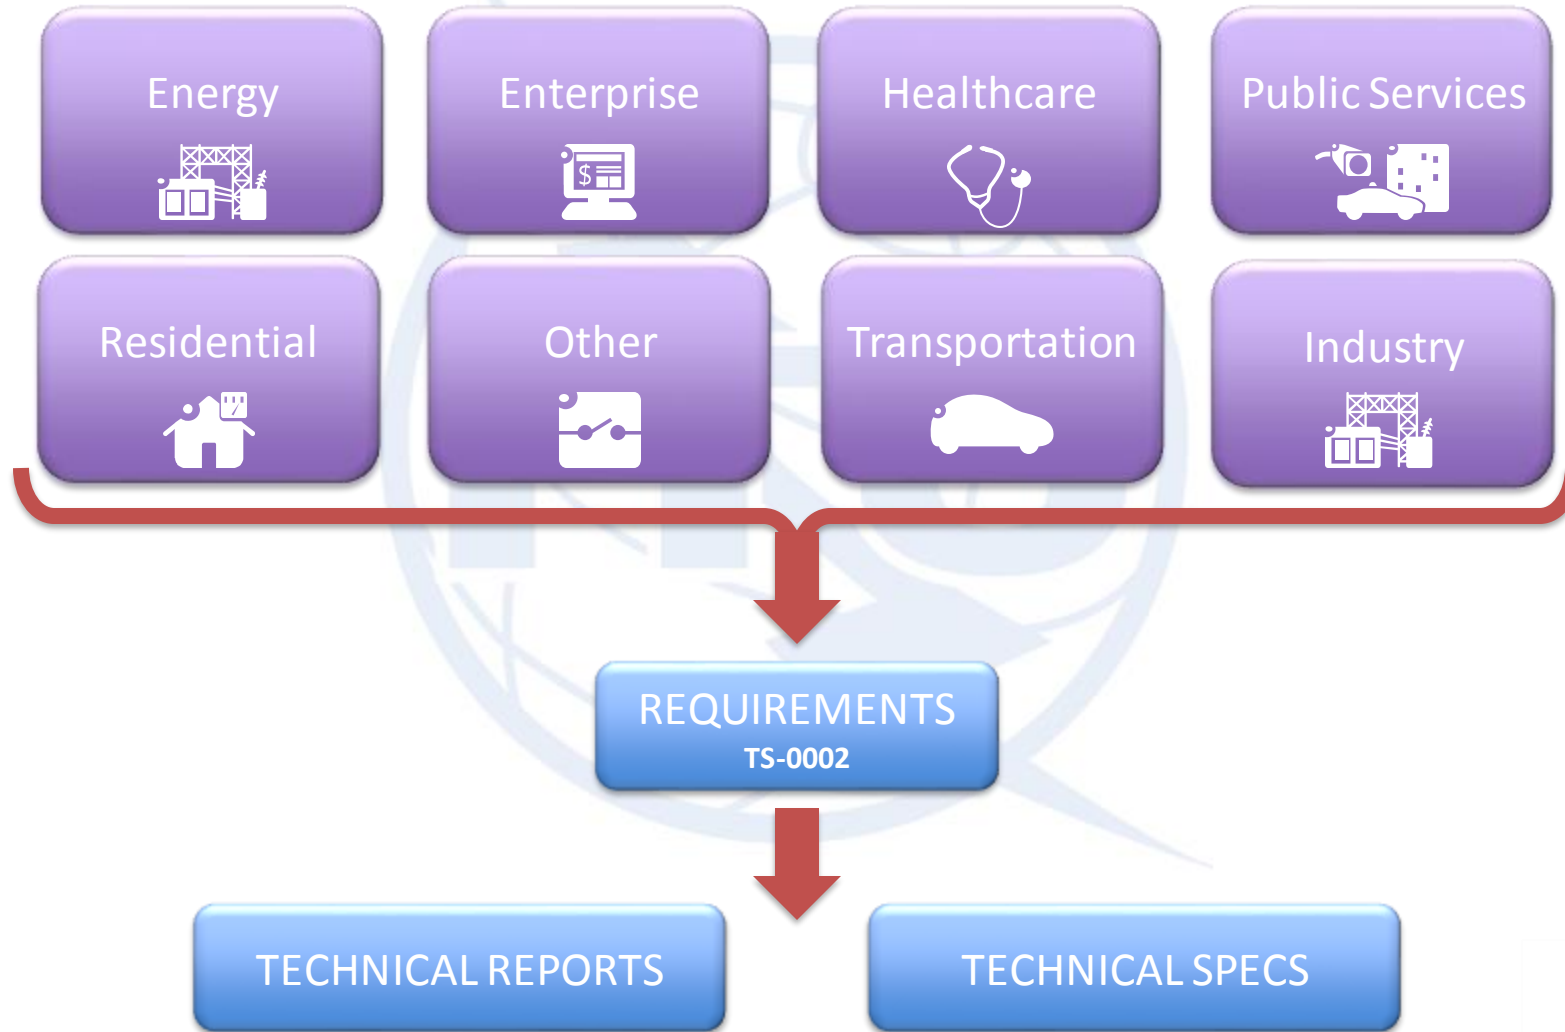 Energy
Enterprise
Healthcare
Public Services
$
Residential
Other
Transportation
Industry
REQUIREMENTS
TS-0002
TECHNICAL REPORTS
TECHNICAL SPECS